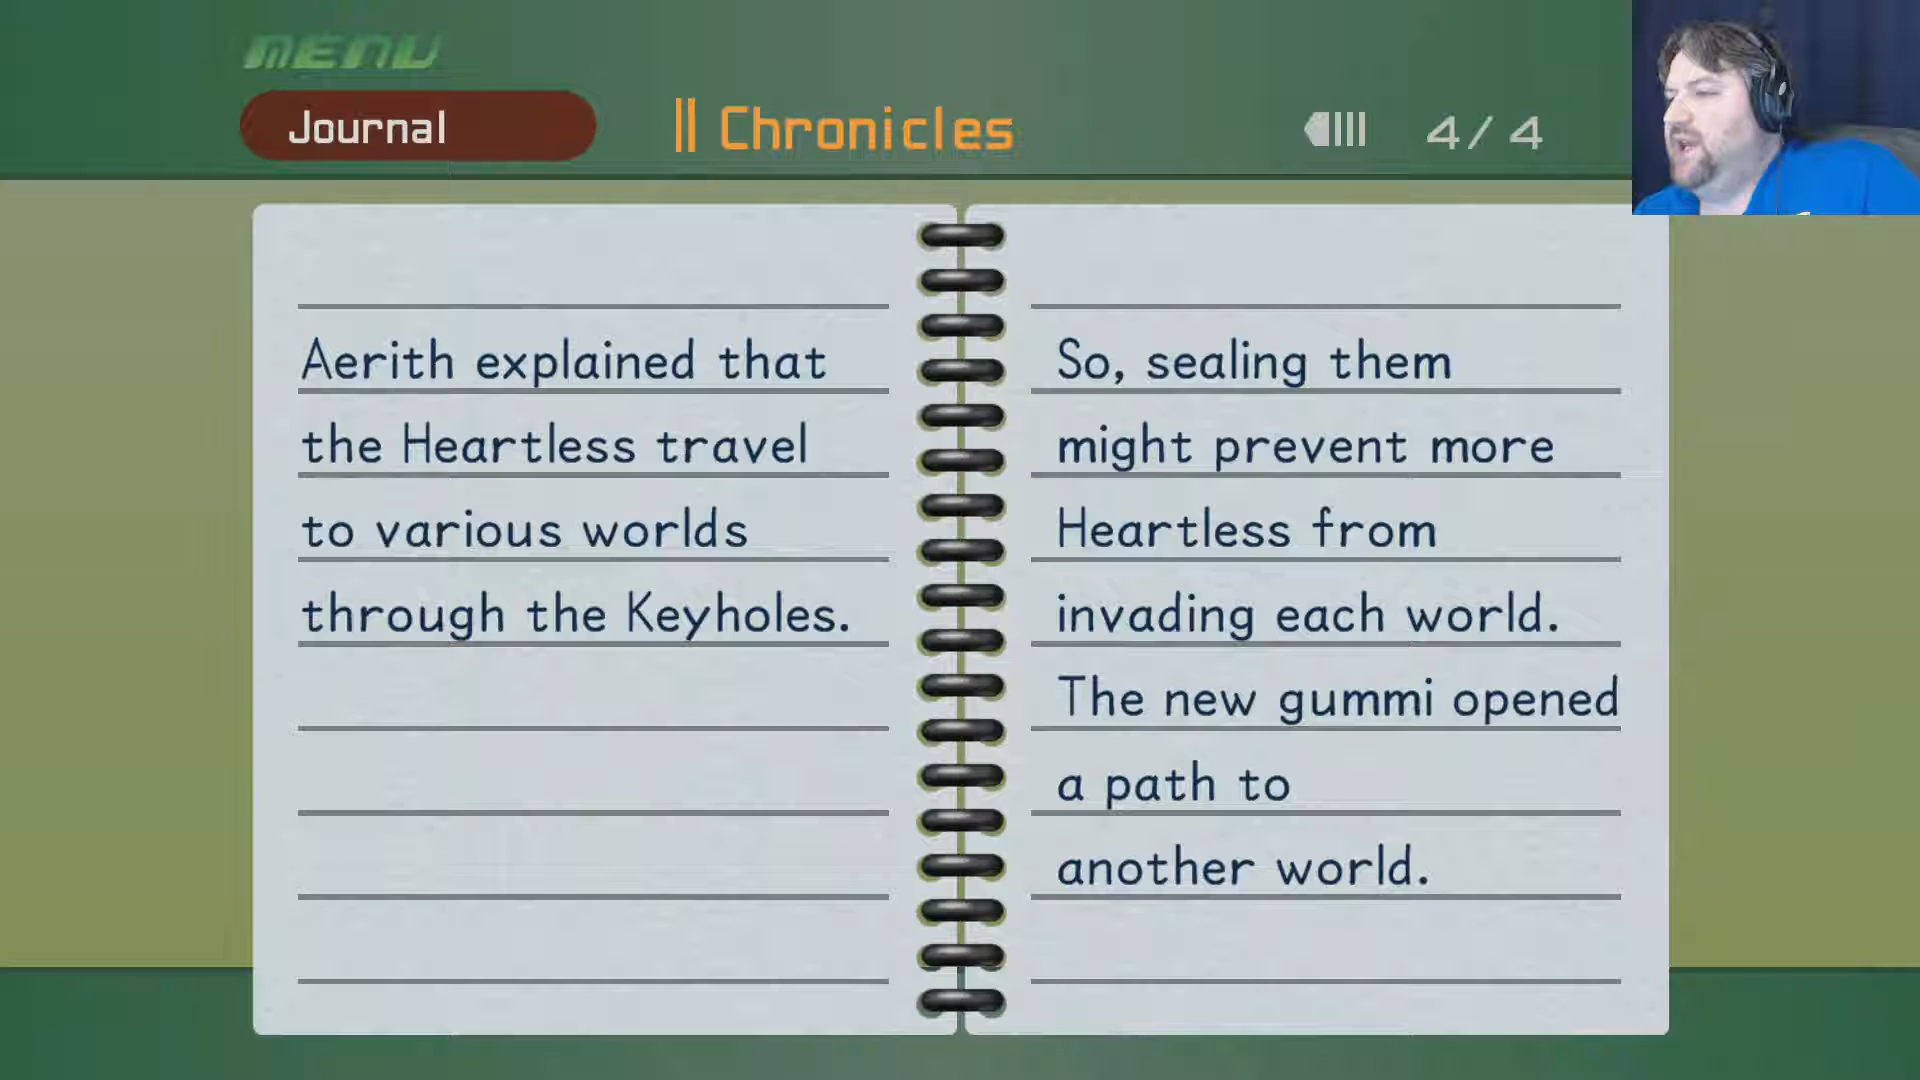 MENU
Journal
Chronicles
4/ 4
Aerith explained that
the Heartless travel
to various worlds
through the Keyholes.
So, sealing them
might prevent more
Heartless from
invading each world.
The new gummi opened
a path to
another world.